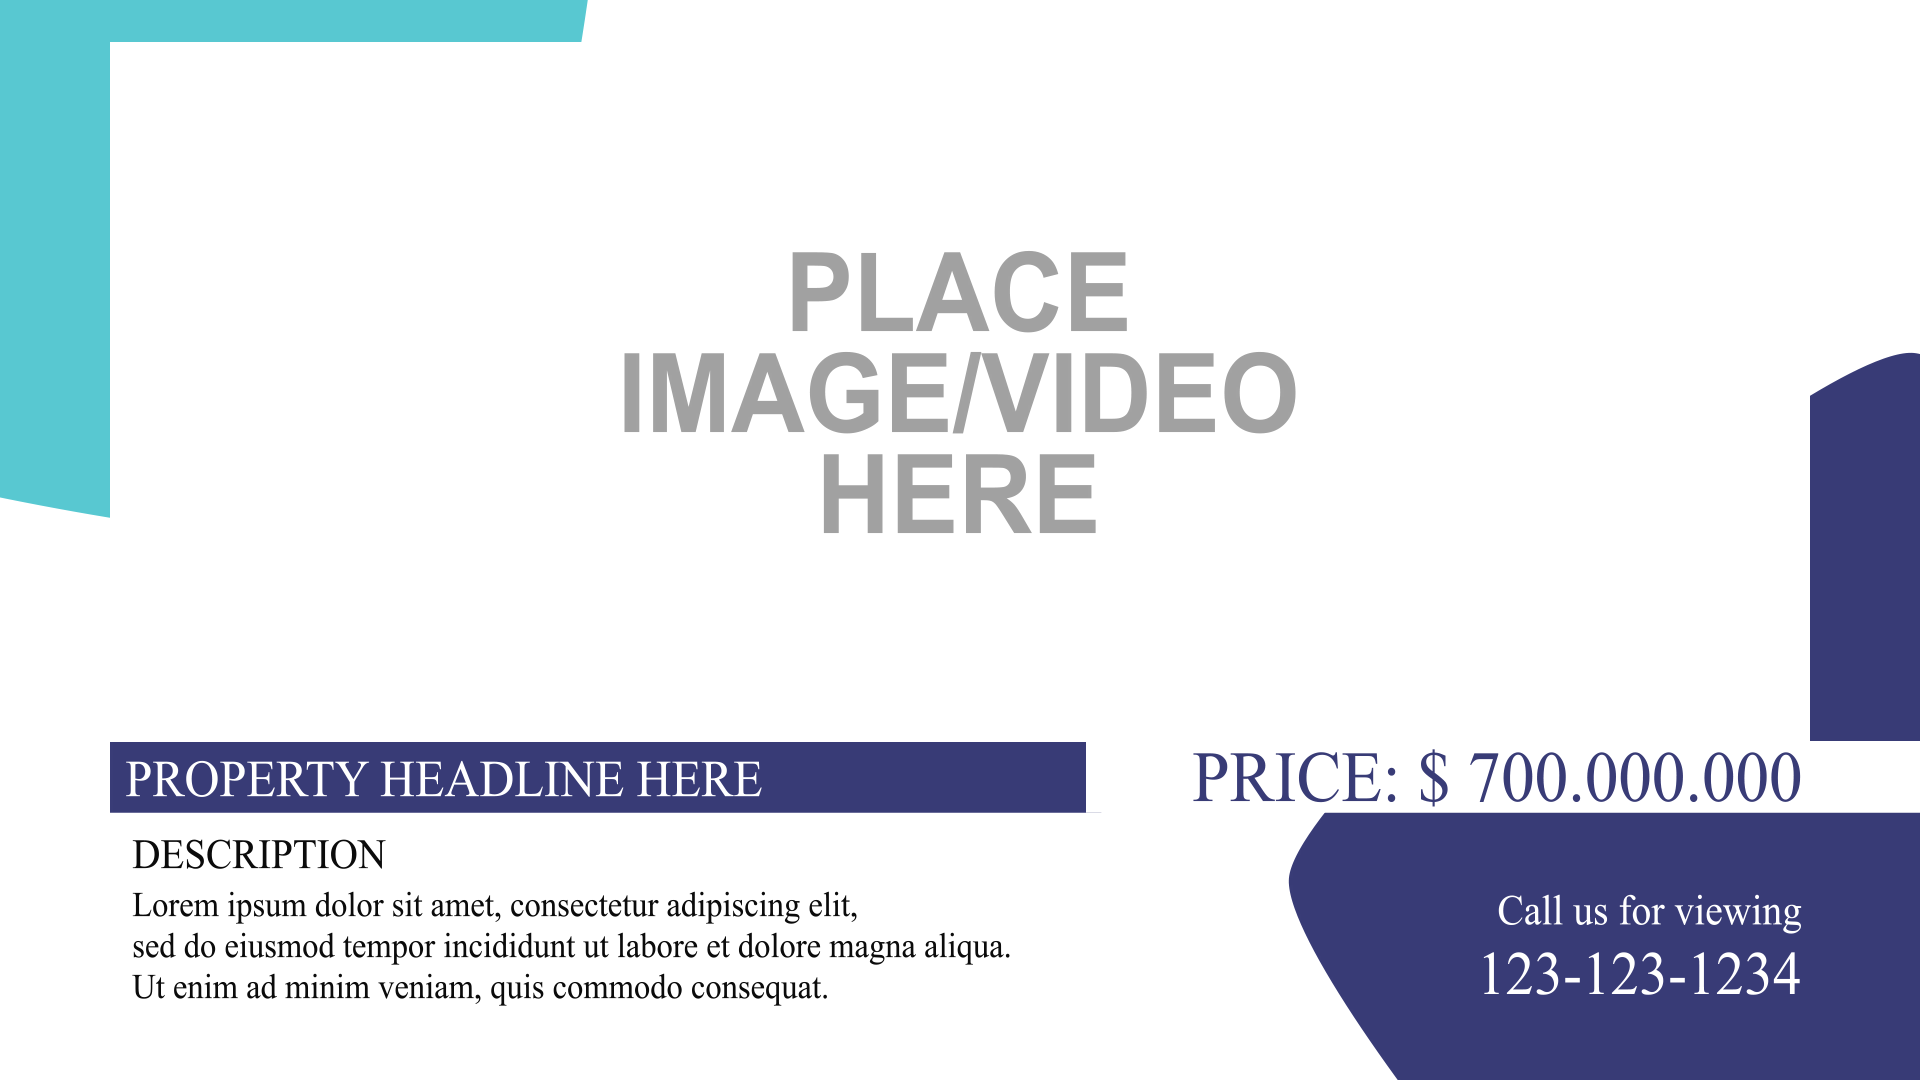 PLACE
IMAGE/VIDEO
HERE
PROPERTY HEADLINE HERE
PRICE: $ 700.000.000
DESCRIPTION
Lorem ipsum dolor sit amet, consectetur adipiscing elit,
sed do eiusmod tempor incididunt ut labore et dolore magna aliqua.
Ut enim ad minim veniam, quis commodo consequat.
Call us for viewing
123-123-1234